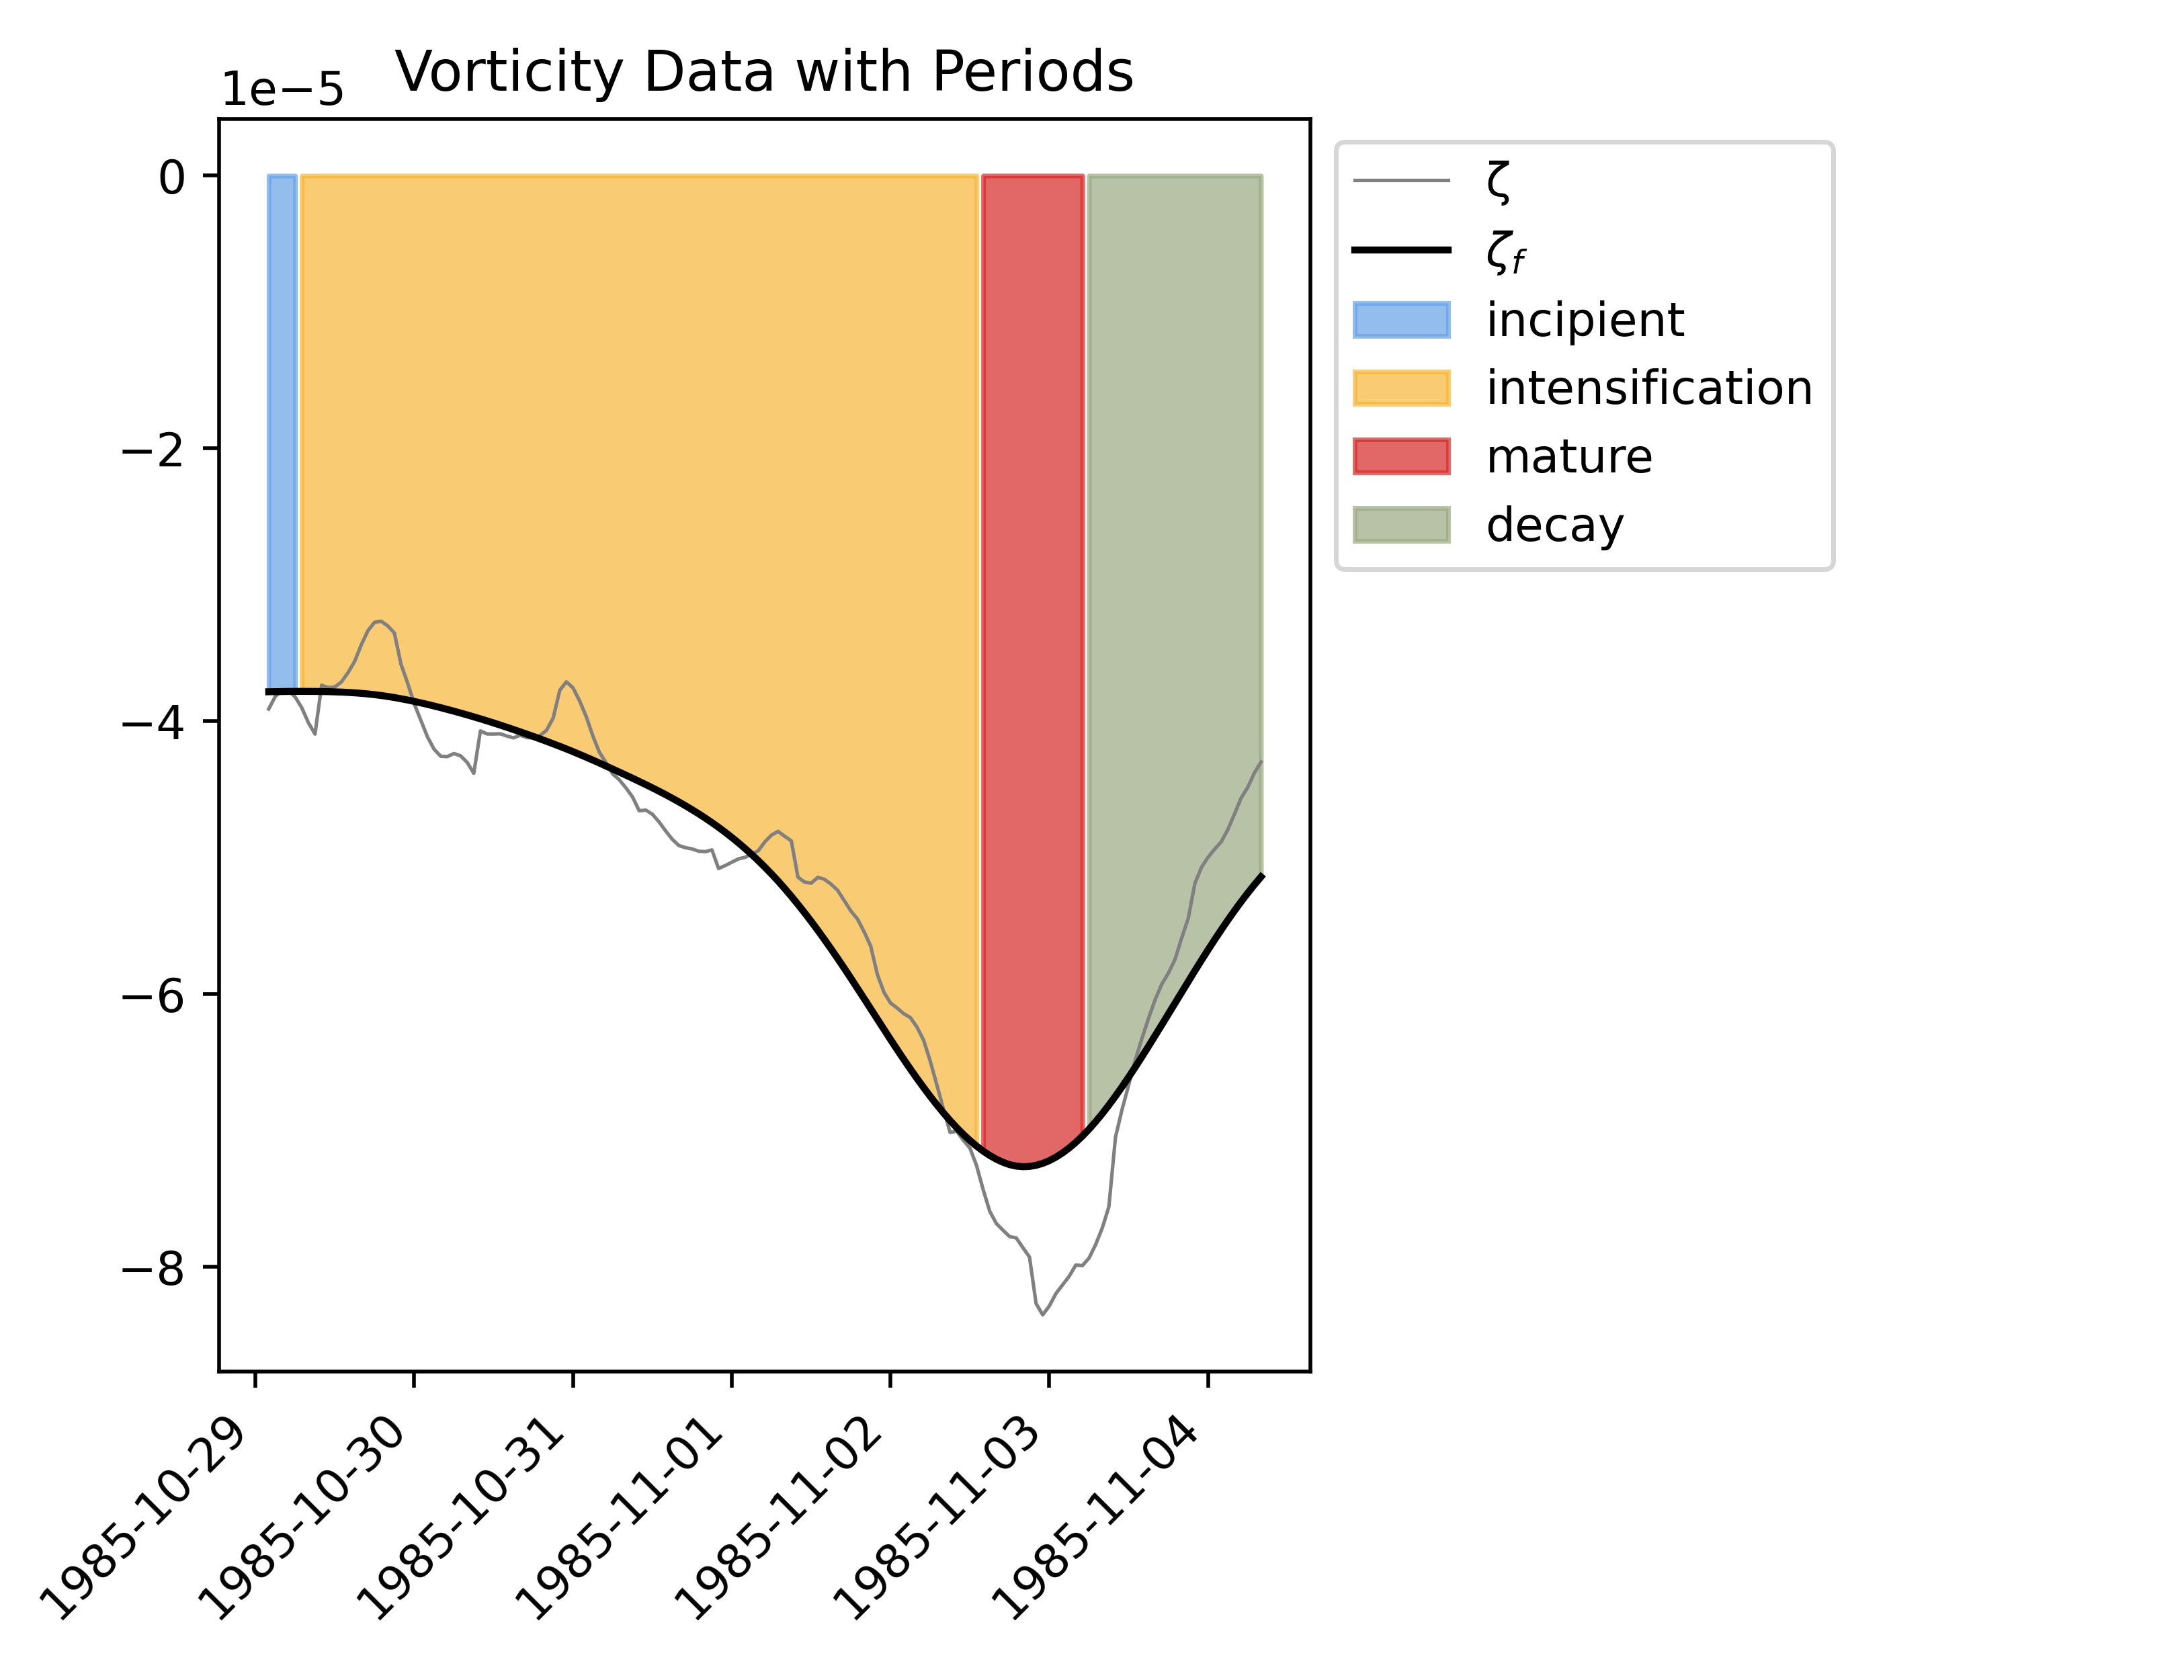 Vorticity Data with Periods
1e−5
0
−2
−4
−6
−8
1985-10-29
1985-10-30
1985-10-31
1985-11-01
1985-11-02
1985-11-03
1985-11-04
ζ
ζf
incipient
intensification
mature
decay